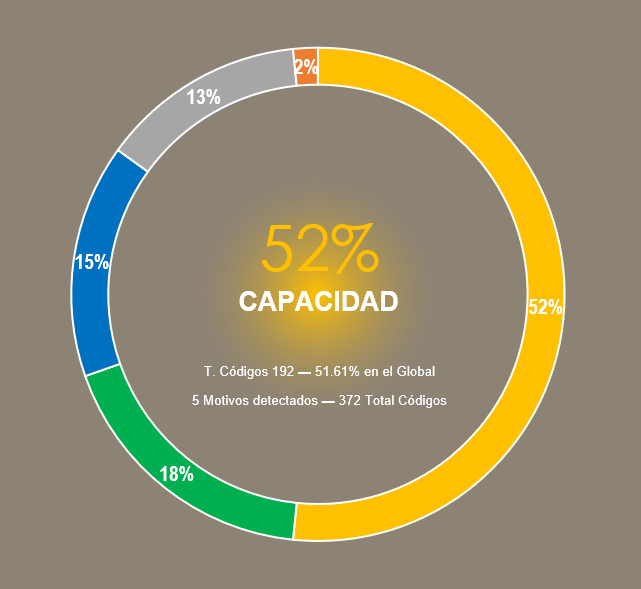 2%
13%
52%
15%
CAPACIDAD
52%
T. Códigos 192 — 51.61% en el Global
5 Motivos detectados — 372 Total Códigos
18%